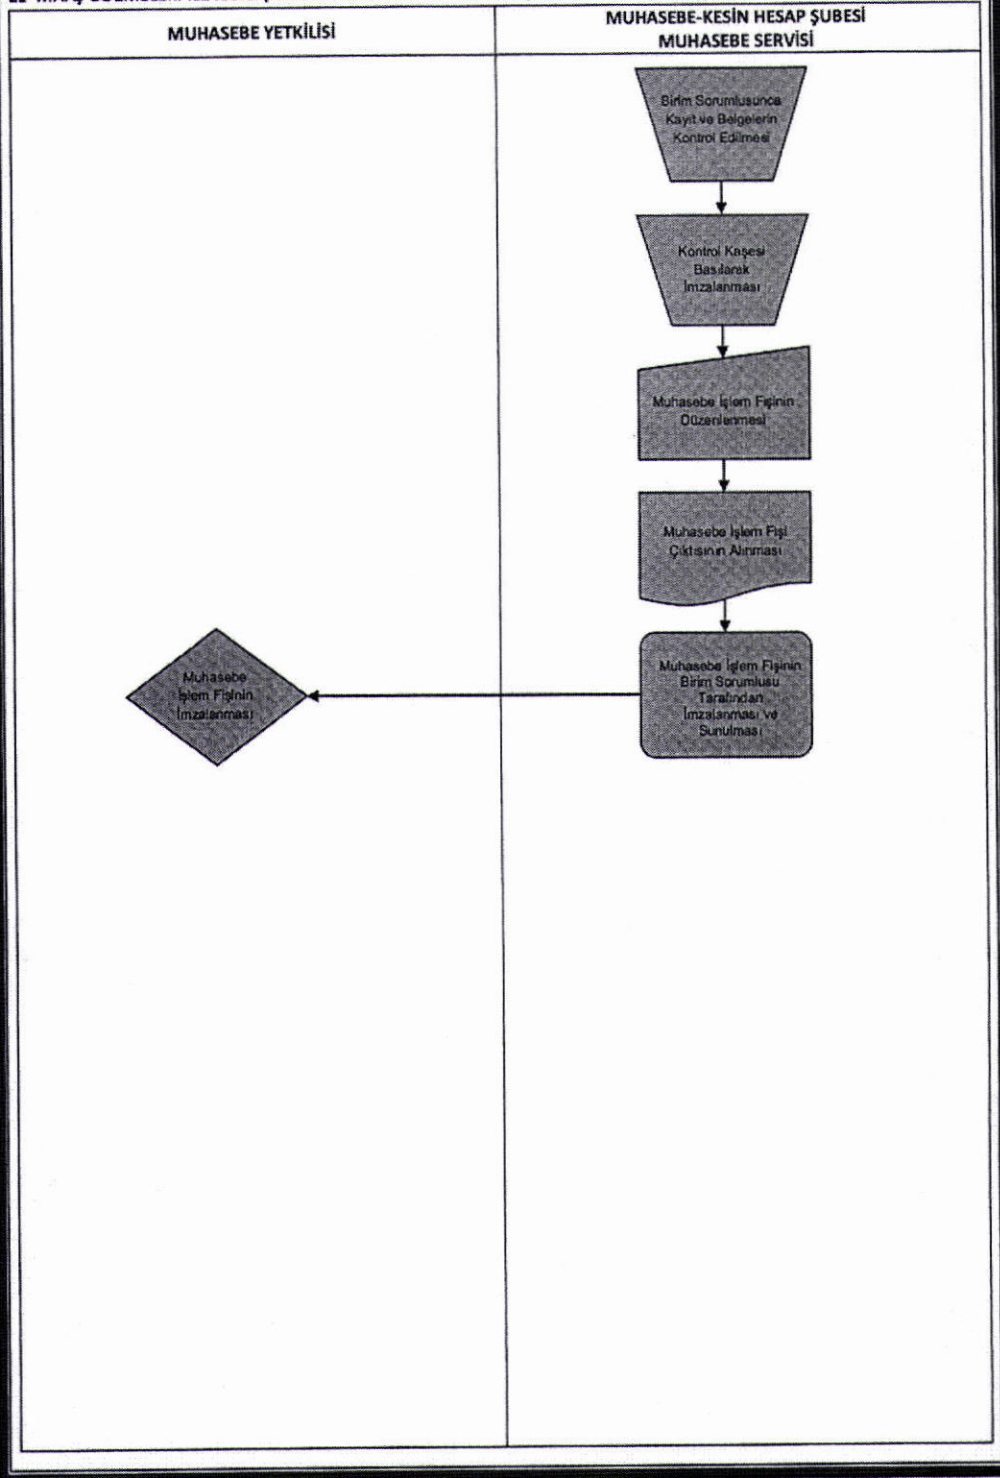 MUHASEBE YETKİLİSİ
MUHASEBE-KESİN HESAP ŞUBESİ
MUHASEBE SERVİSİ
Birim Sorumlusunca
Kayıt ve Belgelerin
Kontrol Edilmesi
Kontrol Kaşesi
Basılarak
İmzalanması
Muhasebe İşlem Fişinin
Düzenlenmesi
Muhasebe İşlem Fişi
Çıktısının Alınması
Muhasebe İşlem Fişinin
Birim Sorumlusu
Tarafından
İmzalanması ve
Sunulması
Muhasebe
İşlem Fişinin
İmzalanması